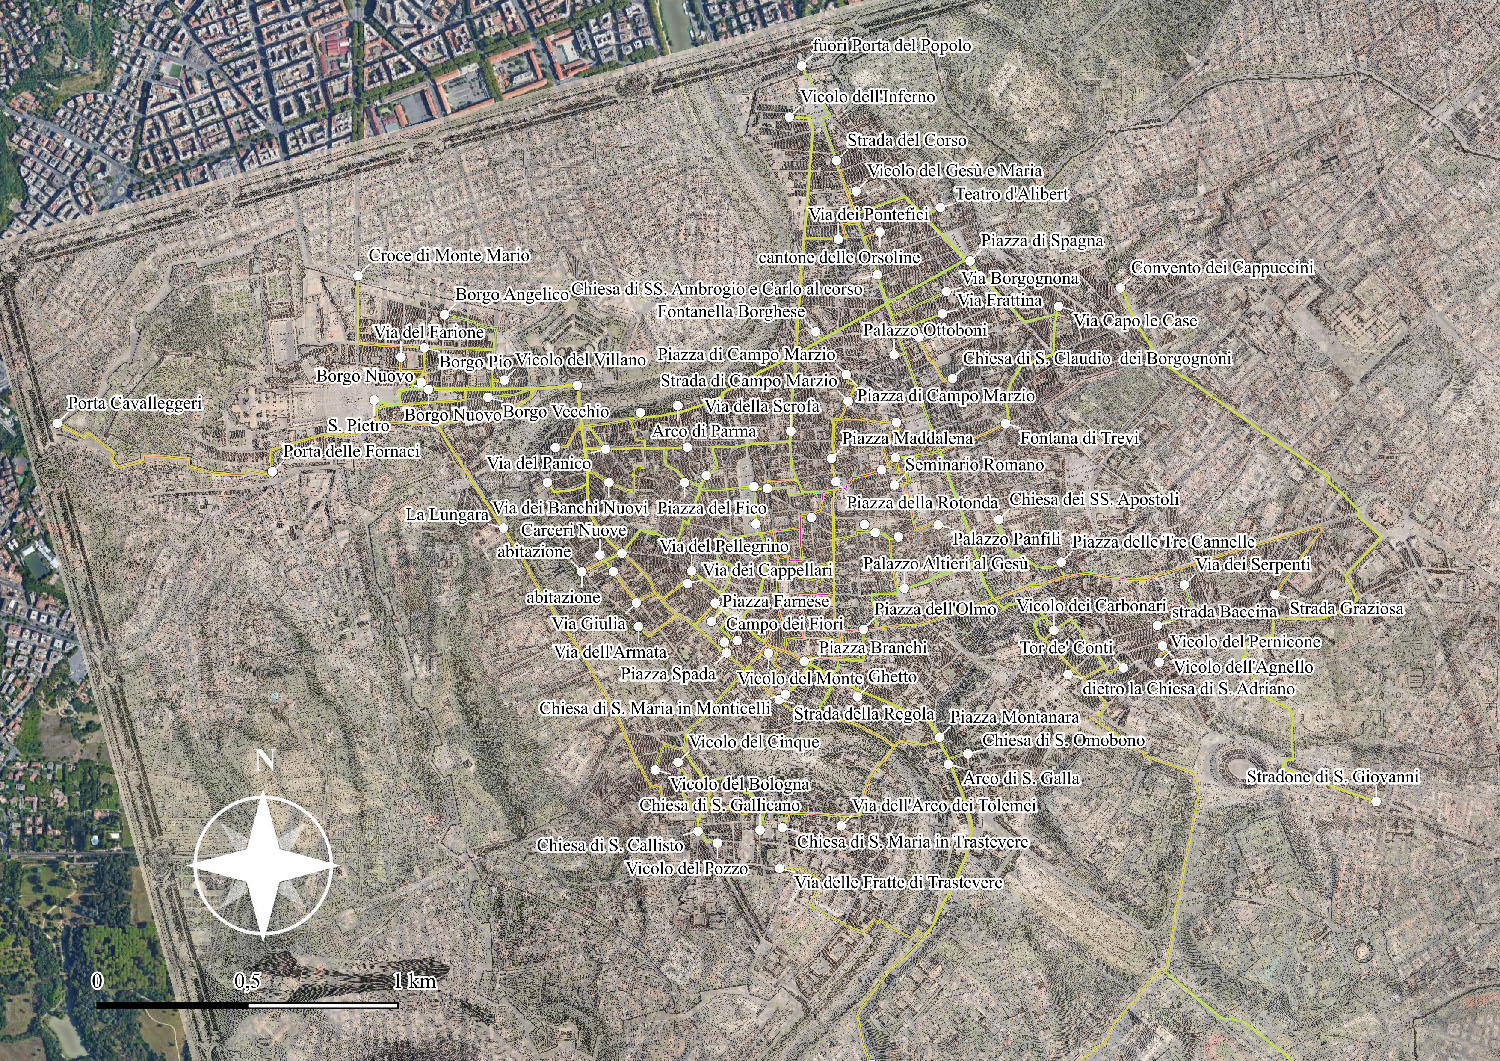 fuori Porta del Popolo
Vicolo dell'Inferno
Strada del Corso
Vicolo del Gesù e Maria
Teatro d'Alibert
Via dei Pontefici
Piazza di Spagna
cantone delle Orsoline
Croce di Monte Mario
Convento dei Cappuccini
Via Borgognona
Chiesa di SS. Ambrogio e Carlo al corso
Borgo Angelico
Via Frattina
Fontanella Borghese
Via Capo le Case
Via del Farione
Palazzo Ottoboni
Piazza di Campo Marzio
Chiesa di S. Claudio dei Borgognoni
Borgo Pio
Vicolo del Villano
Borgo Nuovo
Strada di Campo Marzio
Piazza di Campo Marzio
Porta Cavalleggeri
Via della Scrofa
Borgo Nuovo
Borgo Vecchio
S. Pietro
Arco di Parma
Piazza Maddalena
Fontana di Trevi
Porta delle Fornaci
Via del Panico
Seminario Romano
Chiesa dei SS. Apostoli
Piazza della Rotonda
Via dei Banchi Nuovi
Piazza del Fico
La Lungara
Carceri Nuove
Palazzo Panfili
Piazza delle Tre Cannelle
abitazione
Via del Pellegrino
Palazzo Altieri al Gesù
Via dei Serpenti
Via dei Cappellari
abitazione
Piazza Farnese
Piazza dell'Olmo
Vicolo dei Carbonari
strada Baccina
Strada Graziosa
Via Giulia
Campo dei Fiori
Tor de' Conti
Vicolo del Pernicone
Via dell'Armata
Piazza Branchi
Vicolo dell'Agnello
Piazza Spada
Vicolo del Monte
Ghetto
dietro la Chiesa di S. Adriano
Chiesa di S. Maria in Monticelli
Strada della Regola
Piazza Montanara
Vicolo del Cinque
Chiesa di S. Omobono
Arco di S. Galla
Stradone di S. Giovanni
Vicolo del Bologna
Chiesa di S. Gallicano
Via dell'Arco dei Tolemei
Chiesa di S. Callisto
Chiesa di S. Maria in Trastevere
Vicolo del Pozzo
Via delle Fratte di Trastevere
N
0 0,5 1 km